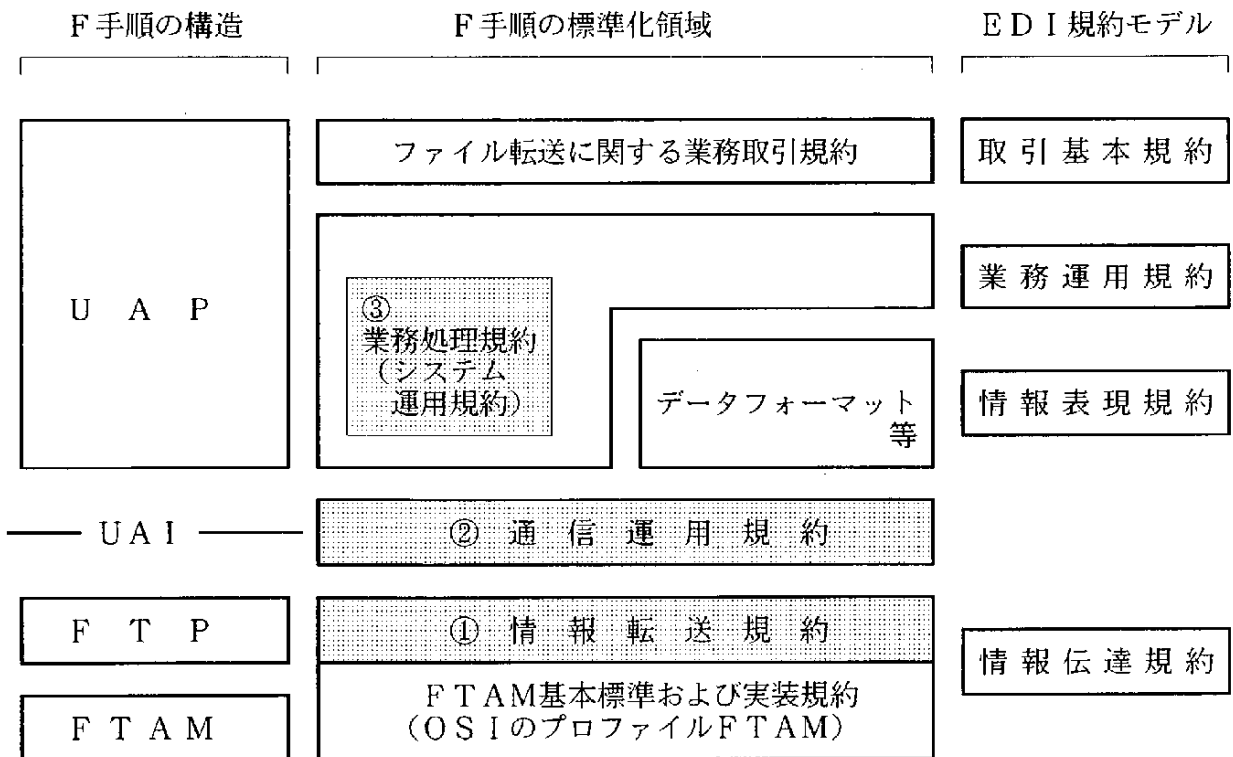 F手順の構造
F手順の標準化領域
EDI規約モデル
UAP
ファイル転送に関する業務取引規約
取引基本規約
業務運用規約
③
業務処理規約
(システム
運用規約)
データフォーマット
等
情報表現規約
UAI
② 通信運用規約
FTP
① 情報転送規約
情報伝達規約
FTAM
FTAM基本標準および実装規約
(OSIのプロファイルFTAM)